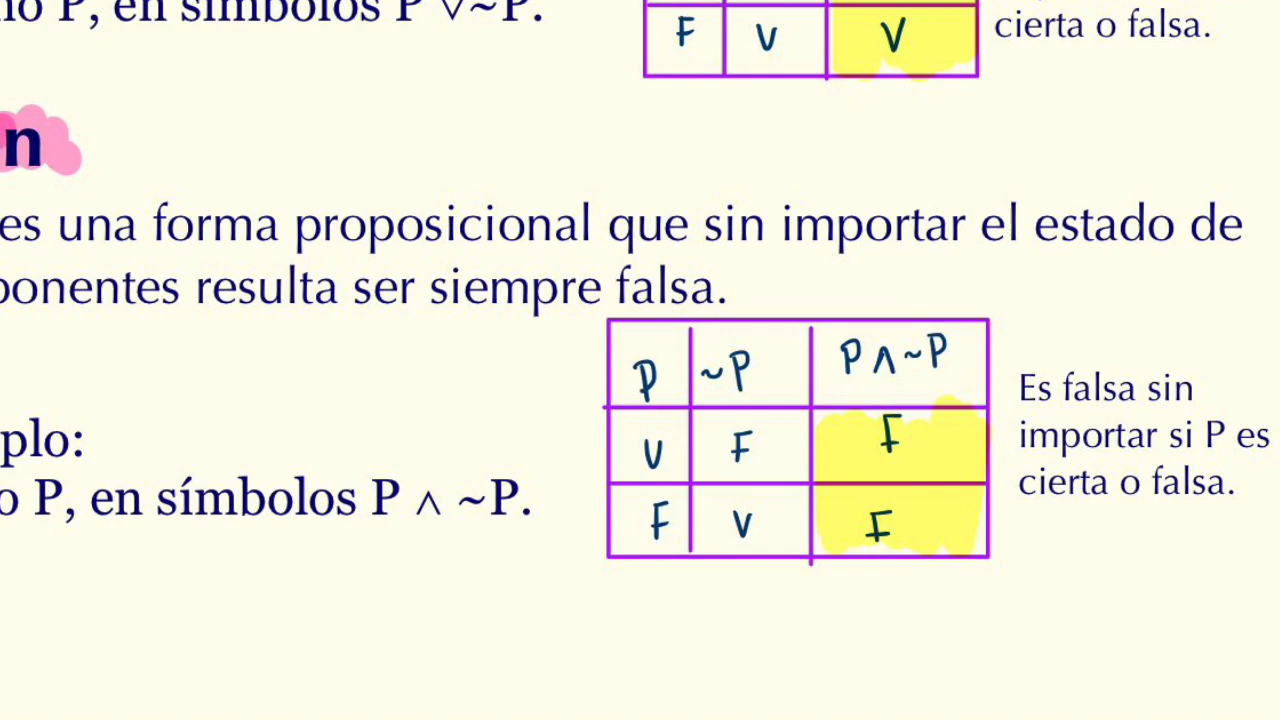 P, en símbolos P ∨~P.
F V V
cierta o falsa.
n
es una forma proposicional que sin importar el estado de
ponentes resulta ser siempre falsa.
P ~P P ∧ ~P
V F F
F V F
Es falsa sin
importar si P es
cierta o falsa.
plo:
o P, en símbolos P ∧ ~P.